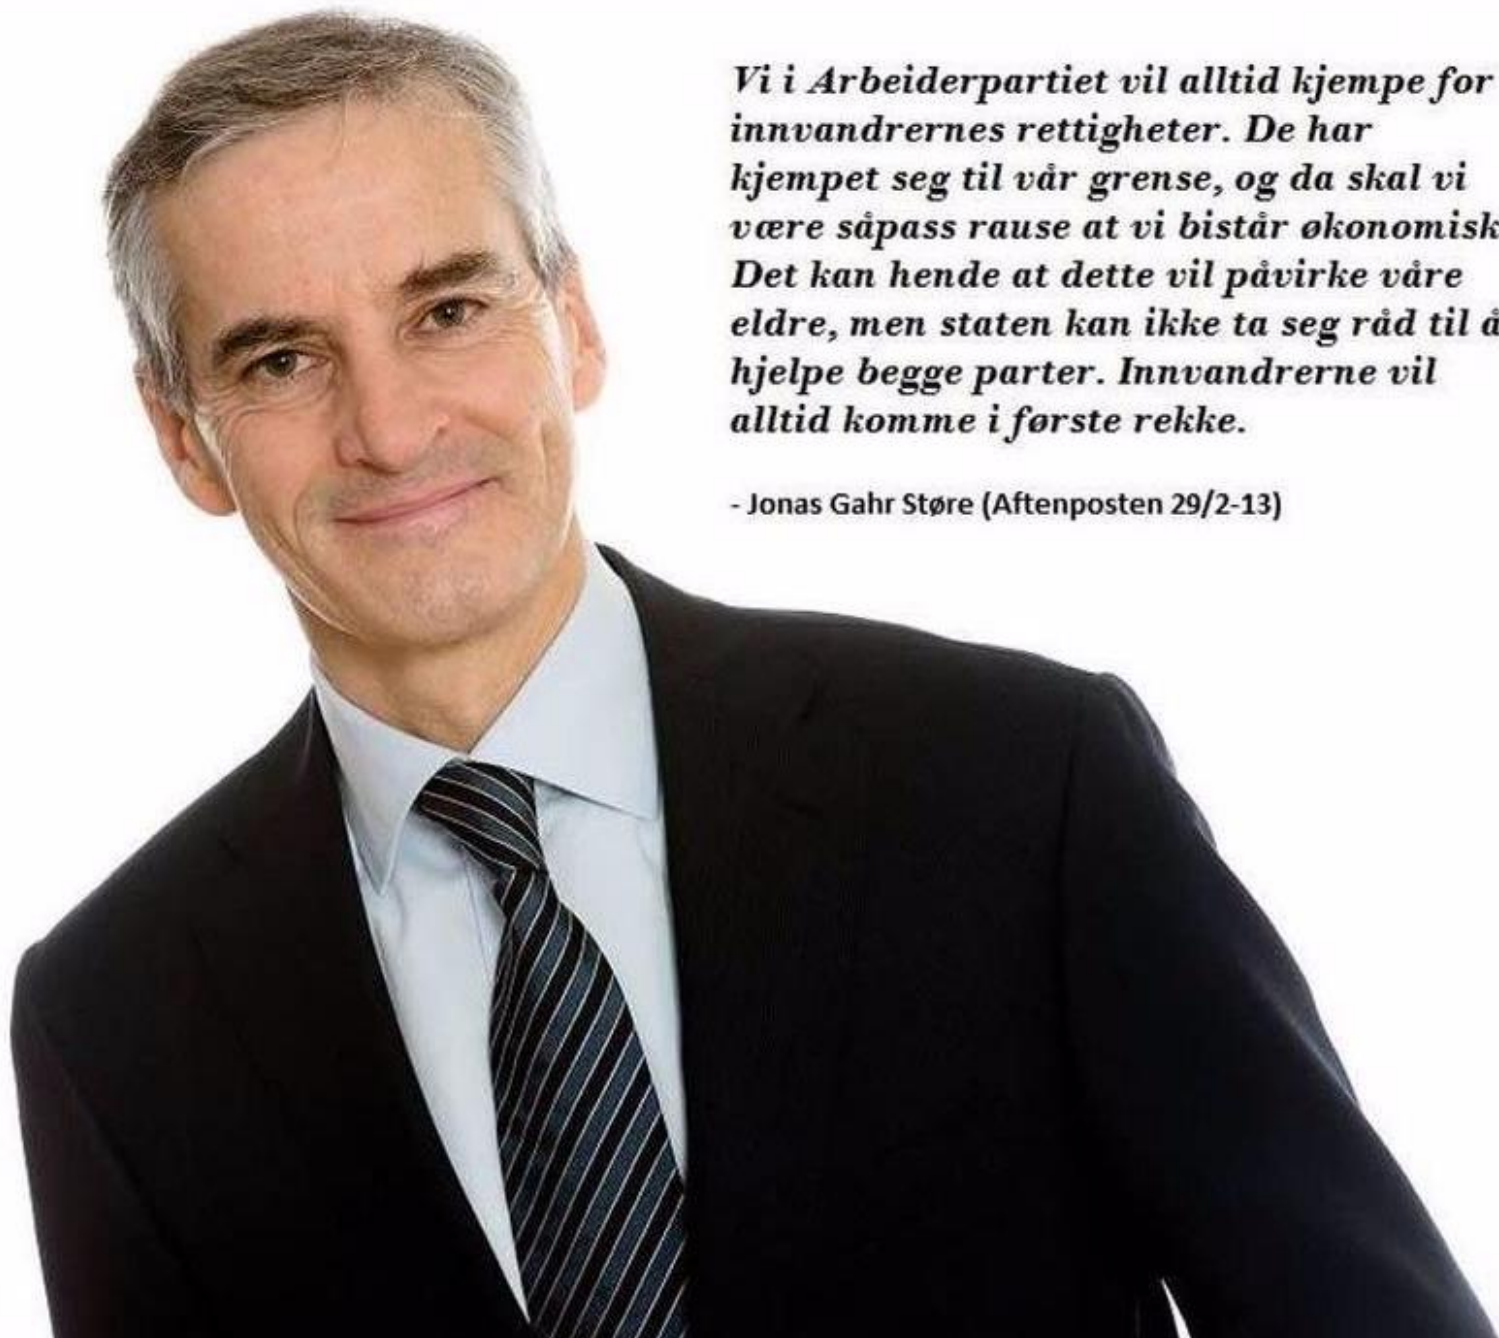 Vi i Arbeiderpartiet vil alltid kjempe for
innvandrernes rettigheter. De har
kjempet seg til vår grense, og da skal vi
være såpass rause at vi bistår økonomisk
Det kan hende at dette vil påvirke våre
eldre, men staten kan ikke ta seg råd til å
hjelpe begge parter. Innvandrerne vil
alltid komme i første rekke.
- Jonas Gahr Støre (Aftenposten 29/2-13)